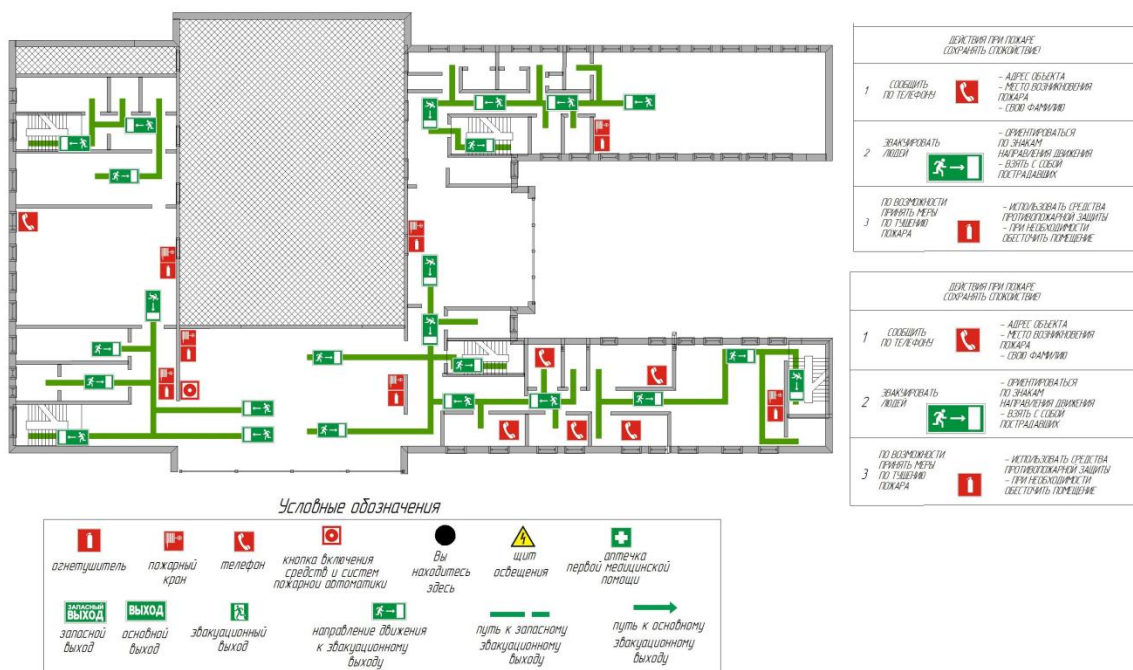 ДЕЙСТВИЯ ПРИ ПОЖАРЕ
СОХРАНЯТЬ СПОКОЙСТВИЕ!
1
СООБЩИТЬ
ПО ТЕЛЕФОНУ
- АДРЕС ОБЪЕКТА
- МЕСТО ВОЗНИКНОВЕНИЯ
ПОЖАРА
- СВОЮ ФАМИЛИЮ
2
ЭВАКУИРОВАТЬ
ЛЮДЕЙ
- ОРИЕНТИРОВАТЬСЯ
ПО ЗНАКАМ
НАПРАВЛЕНИЯ ДВИЖЕНИЯ
- ВЗЯТЬ С СОБОЙ
ПОСТРАДАВШИХ
3
ПО ВОЗМОЖНОСТИ
ПРИНЯТЬ МЕРЫ
ПО ТУШЕНИЮ
ПОЖАРА
- ИСПОЛЬЗОВАТЬ СРЕДСТВА
ПРОТИВОПОЖАРНОЙ ЗАЩИТЫ
- ПРИ НЕОБХОДИМОСТИ
ОБЕСТОЧИТЬ ПОМЕЩЕНИЕ
ДЕЙСТВИЯ ПРИ ПОЖАРЕ
СОХРАНЯТЬ СПОКОЙСТВИЕ!
1
СООБЩИТЬ
ПО ТЕЛЕФОНУ
- АДРЕС ОБЪЕКТА
- МЕСТО ВОЗНИКНОВЕНИЯ
ПОЖАРА
- СВОЮ ФАМИЛИЮ
2
ЭВАКУИРОВАТЬ
ЛЮДЕЙ
- ОРИЕНТИРОВАТЬСЯ
ПО ЗНАКАМ
НАПРАВЛЕНИЯ ДВИЖЕНИЯ
- ВЗЯТЬ С СОБОЙ
ПОСТРАДАВШИХ
3
ПО ВОЗМОЖНОСТИ
ПРИНЯТЬ МЕРЫ
ПО ТУШЕНИЮ
ПОЖАРА
- ИСПОЛЬЗОВАТЬ СРЕДСТВА
ПРОТИВОПОЖАРНОЙ ЗАЩИТЫ
- ПРИ НЕОБХОДИМОСТИ
ОБЕСТОЧИТЬ ПОМЕЩЕНИЕ
Условные обозначения
огнетушитель
пожарный
кран
телефон
кнопка включения
средств и систем
пожарной автоматики
Вы
находитесь
здесь
щит
освещения
аптечка
первой медицинской
помощи
ЗАПАСНЫЙ
ВЫХОД
запасной
выход
ВЫХОД
основной
выход
эвакуационный
выход
направление движения
к эвакуационному
выходу
путь к запасному
эвакуационному
выходу
путь к основному
эвакуационному
выходу